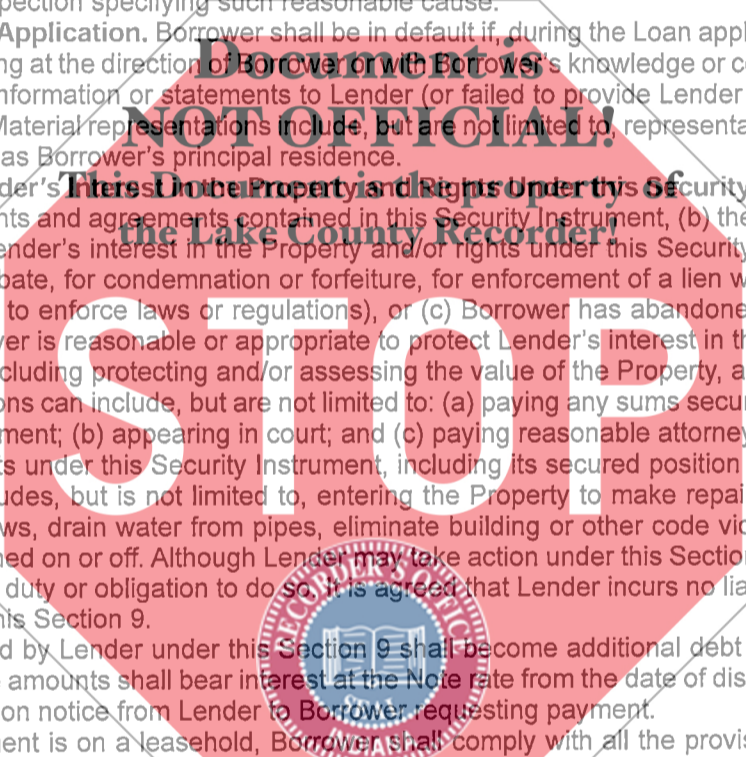 pection specifying such reasonable cause.
Application. Borrower shall be in default if, during the Loan appl
Document is
ng at the direction of Borrower or with Borrower's knowledge or c
nformation or statements to Lender (or failed to provide Lender
NOT OFFICIAL!
Material representations include, but are not limited to, representa
as Borrower's principal residence.
der's Interest in the Property and Rights Under this Security
This Document is the property of
nts and agreements contained in this Security Instrument, (b) the
the Lake County Recorder!
ender's interest in the Property and/or rights under this Security
bate, for condemnation or forfeiture, for enforcement of a lien w
to enforce laws or regulations), or (c) Borrower has abandone
STOP
ver is reasonable or appropriate to protect Lender's interest in th
cluding protecting and/or assessing the value of the Property, a
ons can include, but are not limited to: (a) paying any sums secur
ment; (b) appearing in court; and (c) paying reasonable attorney
ts under this Security Instrument, including its secured position
udes, but is not limited to, entering the Property to make repai
ws, drain water from pipes, eliminate building or other code vio
ned on or off. Although Lender may take action under this Sectio
RECORDER'S OFFIC
duty or obligation to do so. It is agreed that Lender incurs no lia
his Section 9.
d by Lender under this Section 9 shall become additional debt
amounts shall bear interest at the Note rate from the date of dis
on notice from Lender to Borrower requesting payment.
INDIANA
ent is on a leasehold, Borrower shall comply with all the provis